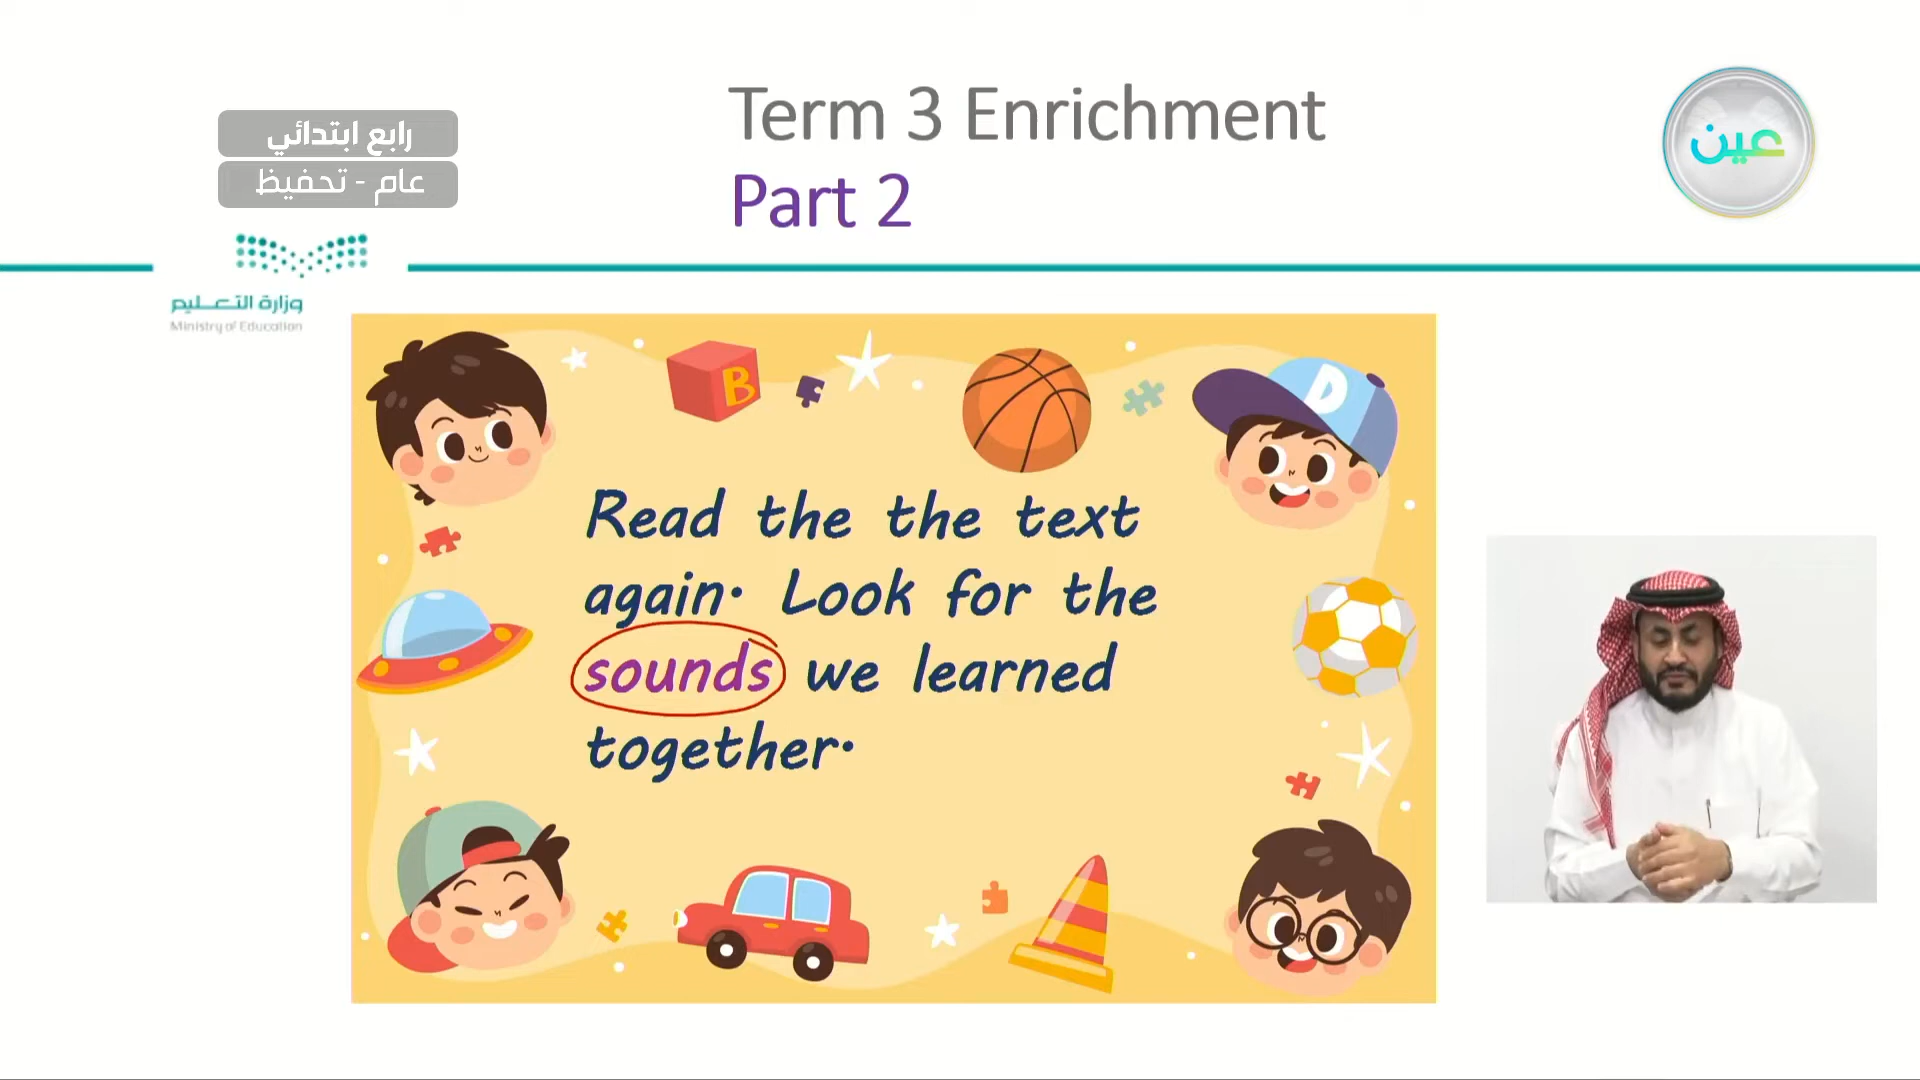 Term 3 Enrichment
Part 2
رابع ابتدائي
عام - تحفيظ
عين
وزارة التعليم
Ministry of Education
B
D
Read the the text
again. Look for the
sounds we learned
together.